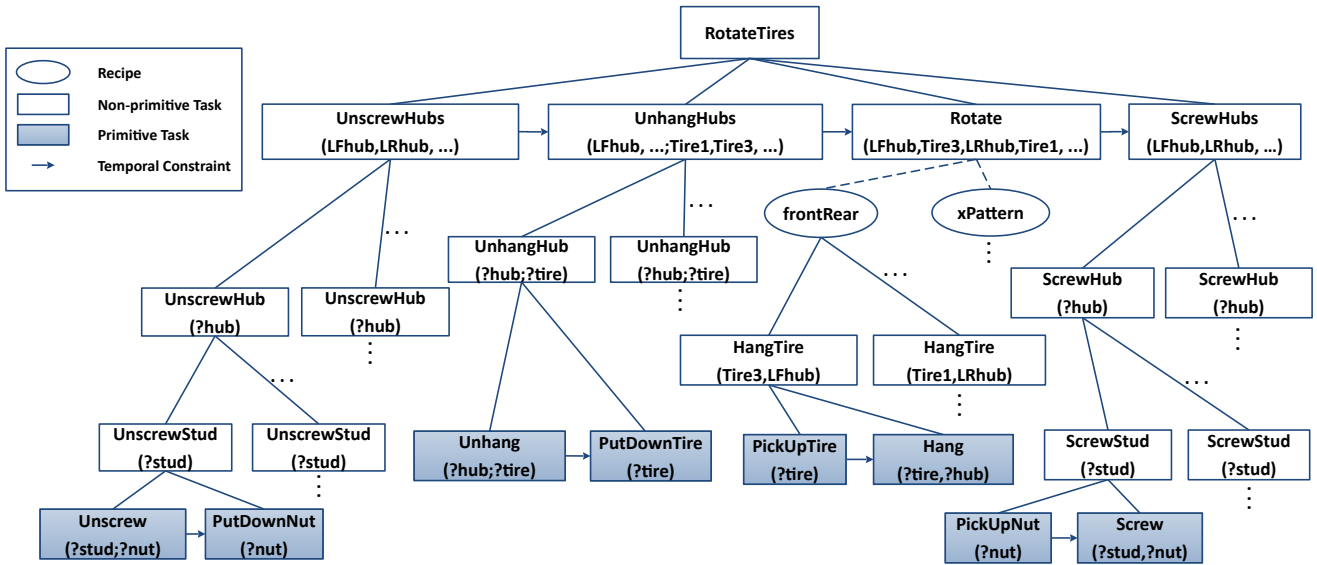 RotateTires
Recipe
Non-primitive Task
Primitive Task
Temporal Constraint
UnscrewHubs
(LFhub,LRhub, ...)
UnhangHubs
(LFhub, ...;Tire1,Tire3, ...)
Rotate
(LFhub,Tire3,LRhub,Tire1, ...)
ScrewHubs
(LFhub,LRhub, ...)
frontRear
xPattern
...
...
...
UnhangHub
(?hub;?tire)
UnhangHub
(?hub;?tire)
...
ScrewHub
(?hub)
ScrewHub
(?hub)
UnscrewHub
(?hub)
UnscrewHub
(?hub)
HangTire
(Tire3,LFhub)
HangTire
(Tire1,LRhub)
...
...
UnscrewStud
(?stud)
UnscrewStud
(?stud)
Unhang
(?hub;?tire)
PutDownTire
(?tire)
PickUpTire
(?tire)
Hang
(?tire,?hub)
ScrewStud
(?stud)
ScrewStud
(?stud)
Unscrew
(?stud;?nut)
PutDownNut
(?nut)
PickUpNut
(?nut)
Screw
(?stud,?nut)